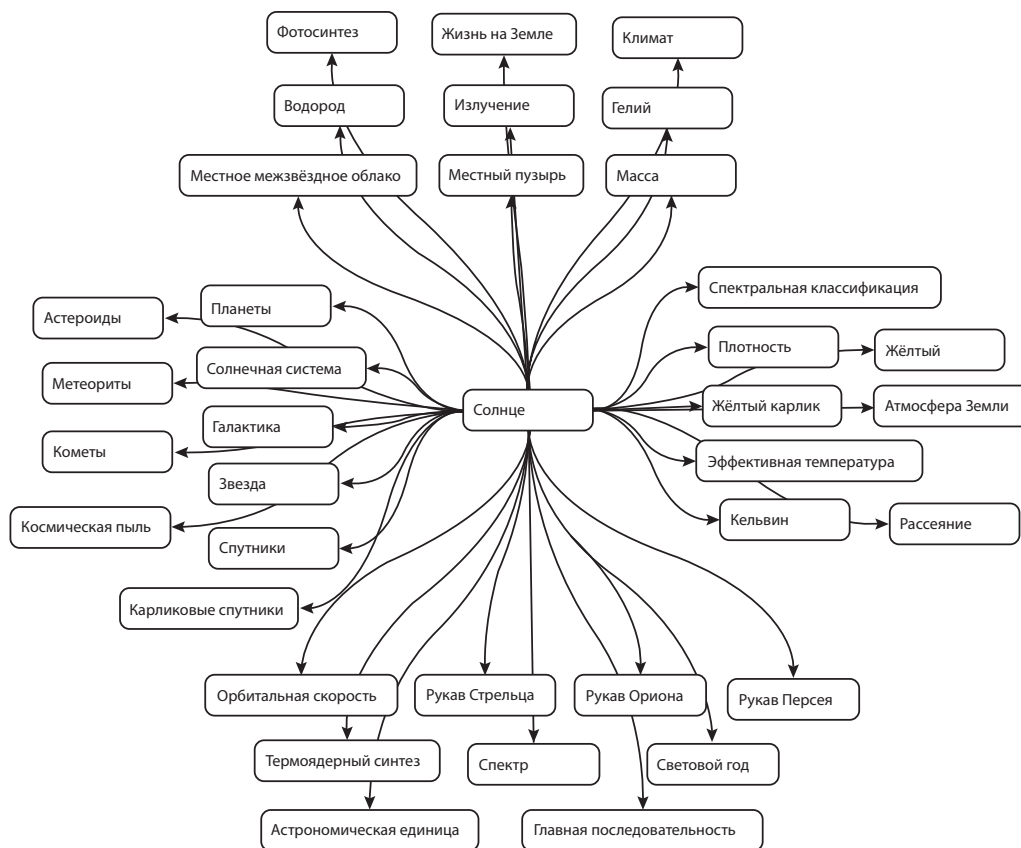 Фотосинтез
Жизнь на Земле
Климат
Водород
Излучение
Гелий
Местное межзвёздное облако
Местный пузырь
Масса
Спектральная классификация
Планеты
Астероиды
Плотность
Жёлтый
Солнечная система
Метеориты
Солнце
Жёлтый карлик
Атмосфера Земли
Галактика
Кометы
Эффективная температура
Звезда
Космическая пыль
Кельвин
Рассеяние
Спутники
Карликовые спутники
Орбитальная скорость
Рукав Стрельца
Рукав Ориона
Рукав Персея
Термоядерный синтез
Спектр
Световой год
Астрономическая единица
Главная последовательность